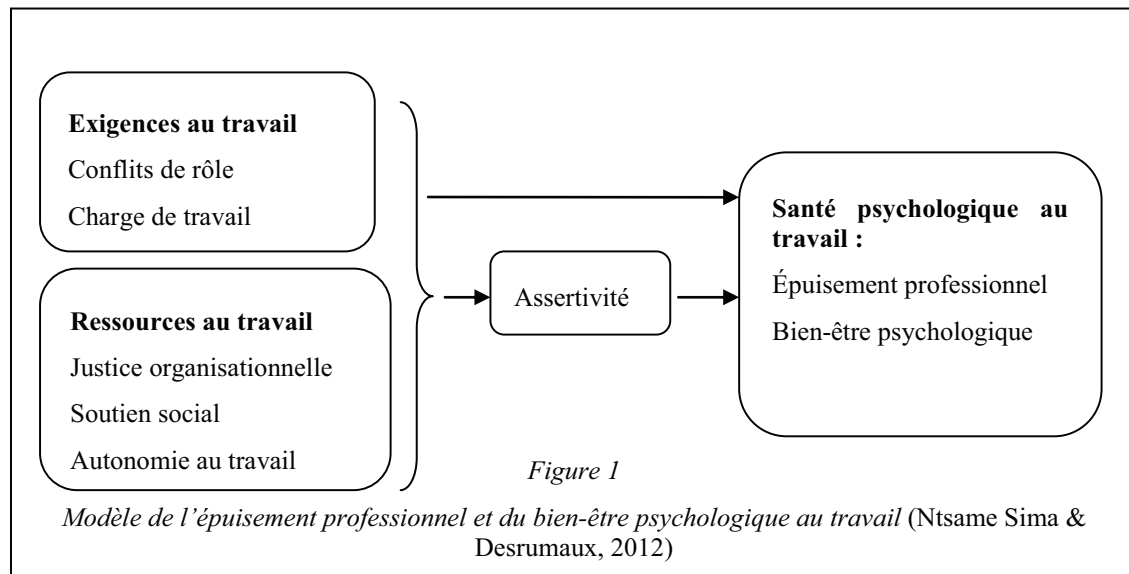 Exigences au travail
Conflits de rôle
Charge de travail
Ressources au travail
Justice organisationnelle
Soutien social
Autonomie au travail
Assertivité
Santé psychologique au
travail :
Épuisement professionnel
Bien-être psychologique
Figure 1
Modèle de l’épuisement professionnel et du bien-être psychologique au travail (Ntsame Sima &
Desrumaux, 2012)